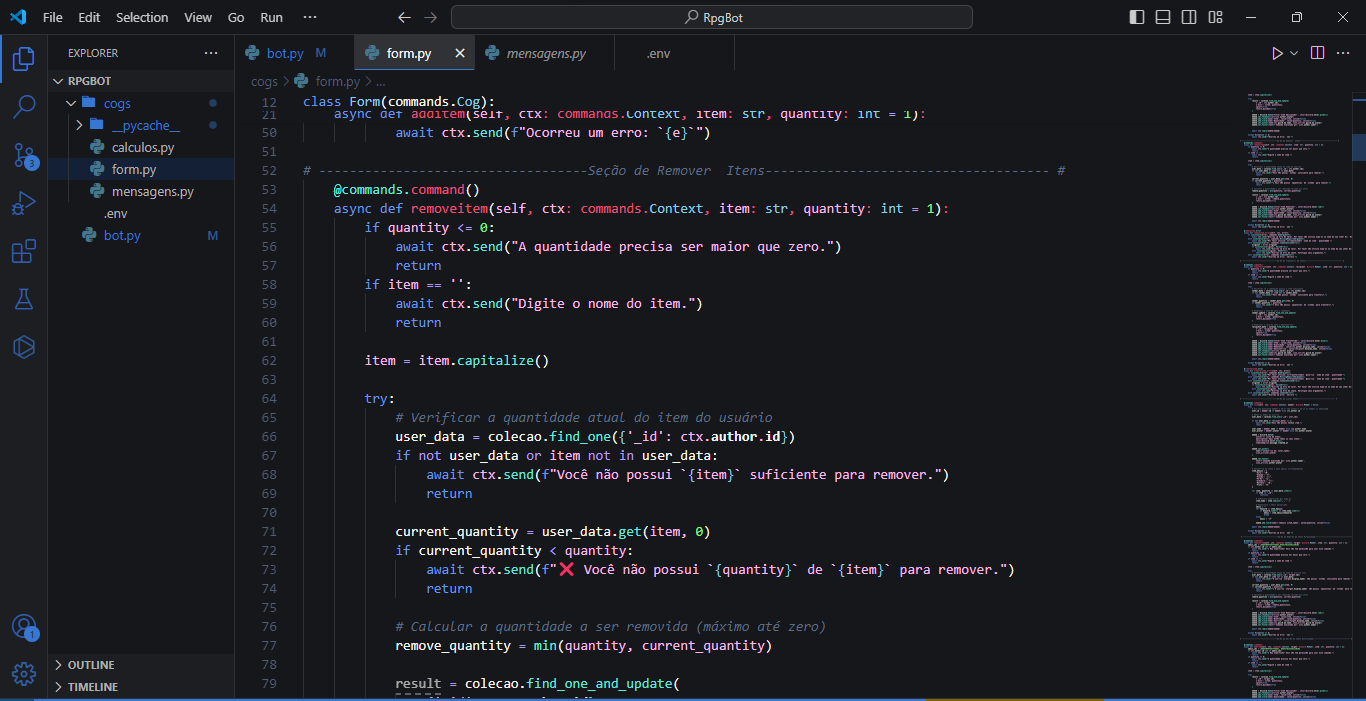 File Edit Selection View Go Run ··· RpgBot
EXPLORER ···
bot.py M form.py mensagens.py .env
RPGBOT
cogs > form.py > ...
cogs
__pycache__
calculos.py
form.py
mensagens.py
.env
bot.py M
3
1
OUTLINE
TIMELINE
12 class Form(commands.Cog):
21 async def additem(self, ctx: commands.Context, item: str, quantity: int = 1):
50 await ctx.send(f"Ocorreu um erro: `{e}`")
51
52 # ----------------------------------- Seção de Remover  Itens------------------------------------- #
53 @commands.command()
54 async def removeitem(self, ctx: commands.Context, item: str, quantity: int = 1):
55 if quantity <= 0:
56 await ctx.send("A quantidade precisa ser maior que zero.")
57 return
58 if item == '':
59 await ctx.send("Digite o nome do item.")
60 return
61
62 item = item.capitalize()
63
64 try:
65 # Verificar a quantidade atual do item do usuário
66 user_data = colecao.find_one({'_id': ctx.author.id})
67 if not user_data or item not in user_data:
68 await ctx.send(f"Você não possui `{item}` suficiente para remover.")
69 return
70
71 current_quantity = user_data.get(item, 0)
72 if current_quantity < quantity:
73 await ctx.send(f"❌ Você não possui `{quantity}` de `{item}` para remover.")
74 return
75
76 # Calcular a quantidade a ser removida (máximo até zero)
77 remove_quantity = min(quantity, current_quantity)
78
79 result = colecao.find_one_and_update(